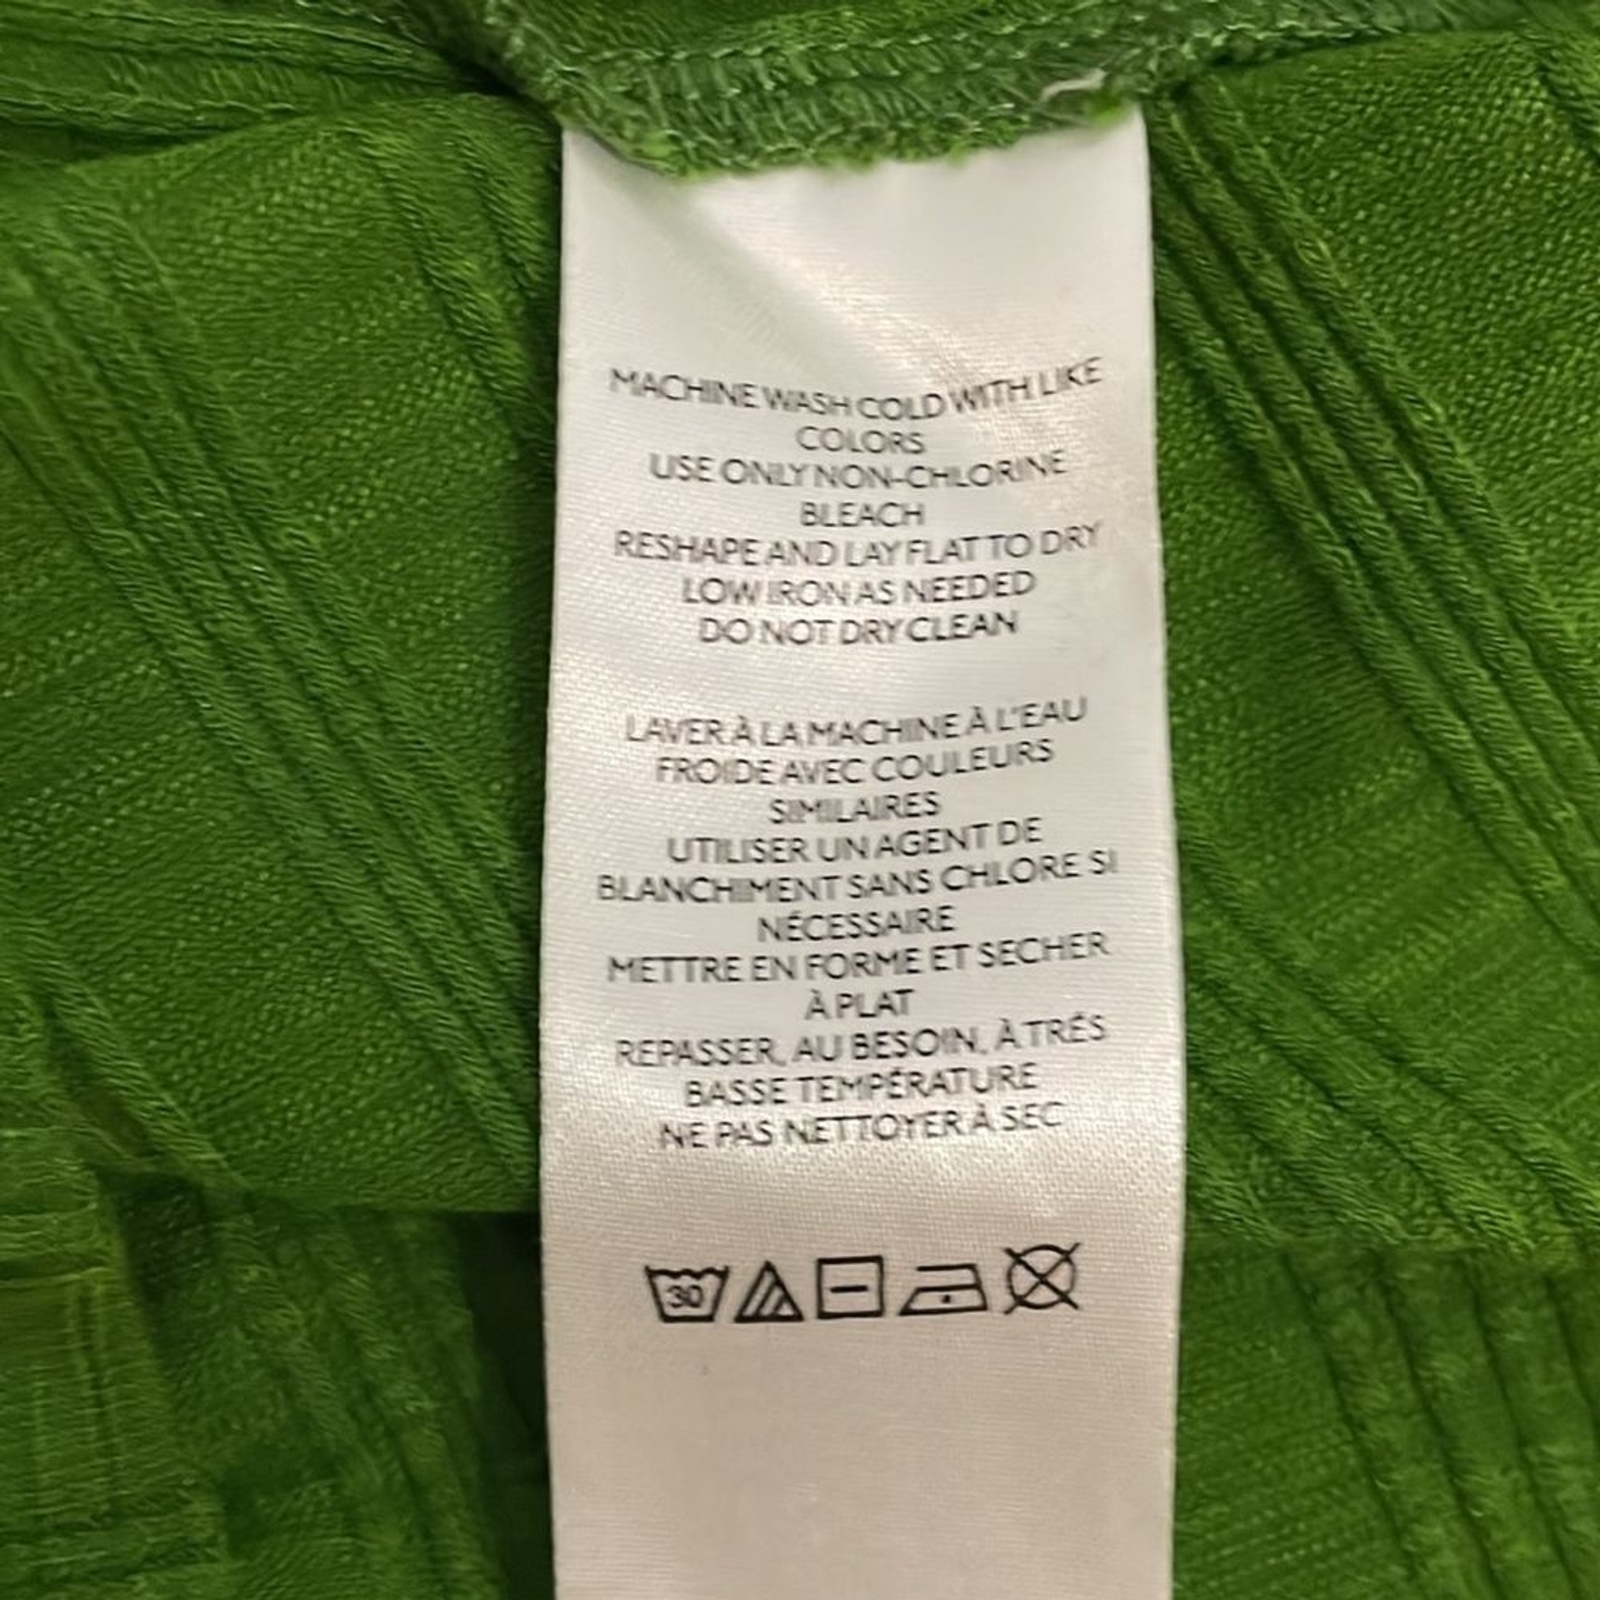 MACHINE WASH COLD WITH LIKE
COLORS
USE ONLY NON-CHLORINE
BLEACH
RESHAPE AND LAY FLAT TO DRY
LOW IRON AS NEEDED
DO NOT DRY CLEAN
LAVER À LA MACHINE À L'EAU
FROIDE AVEC COULEURS
SIMILAIRES
UTILISER UN AGENT DE
BLANCHIMENT SANS CHLORE SI
NÉCESSAIRE
METTRE EN FORME ET SECHER
À PLAT
REPASSER, AU BESOIN, À TRÉS
BASSE TEMPÉRATURE
NE PAS NETTOYER À SEC
30